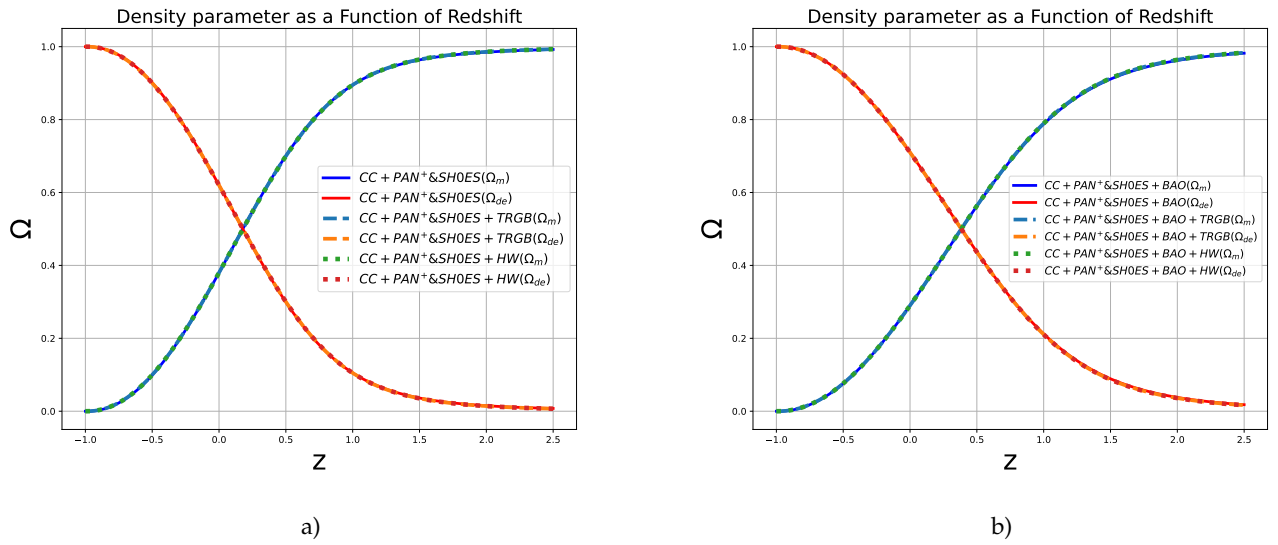 Density parameter as a Function of Redshift
1.0
0.8
0.6
0.4
0.2
0.0
Ω
CC + PAN⁺&SH0ES(Ωₘ)
CC + PAN⁺&SH0ES(Ω_de)
CC + PAN⁺&SH0ES + TRGB(Ωₘ)
CC + PAN⁺&SH0ES + TRGB(Ω_de)
CC + PAN⁺&SH0ES + HW(Ωₘ)
CC + PAN⁺&SH0ES + HW(Ω_de)
−1.0 −0.5 0.0 0.5 1.0 1.5 2.0 2.5
z
a)
Density parameter as a Function of Redshift
1.0
0.8
0.6
0.4
0.2
0.0
Ω
CC + PAN⁺&SH0ES + BAO(Ωₘ)
CC + PAN⁺&SH0ES + BAO(Ω_de)
CC + PAN⁺&SH0ES + BAO + TRGB(Ωₘ)
CC + PAN⁺&SH0ES + BAO + TRGB(Ω_de)
CC + PAN⁺&SH0ES + BAO + HW(Ωₘ)
CC + PAN⁺&SH0ES + BAO + HW(Ω_de)
−1.0 −0.5 0.0 0.5 1.0 1.5 2.0 2.5
z
b)